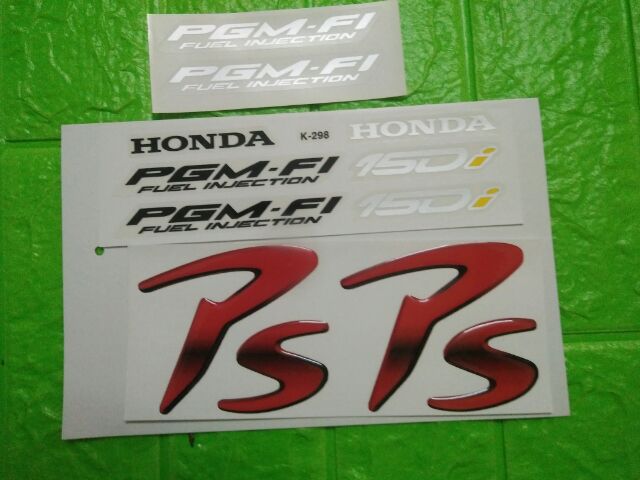 PGM-FI
FUEL INJECTION
PGM-FI
FUEL INJECTION
HONDA K-298 HONDA
PGM-FI 150i
FUEL INJECTION
PGM-FI 150i
FUEL INJECTION
PS PS